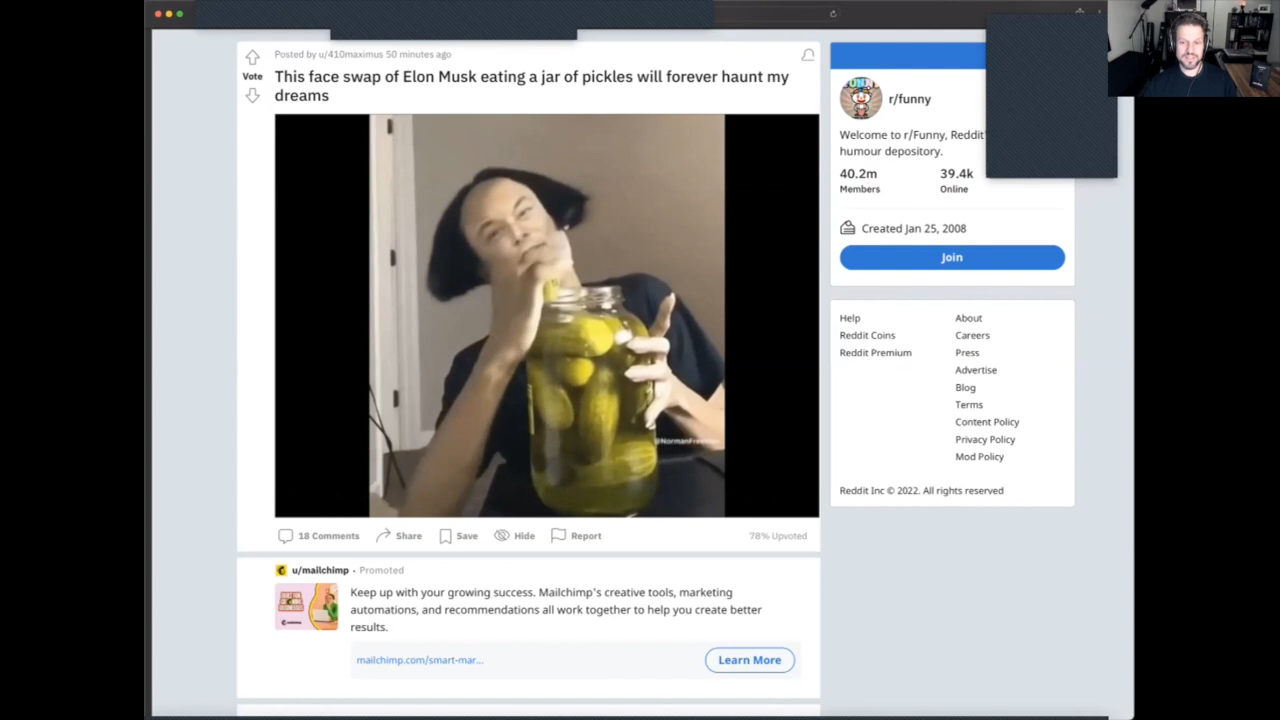 Posted by u/410maximus 50 minutes ago
Vote
This face swap of Elon Musk eating a jar of pickles will forever haunt my
dreams
18 Comments
Share
Save
Hide
Report
78% Upvoted
u/mailchimp · Promoted
Keep up with your growing success. Mailchimp's creative tools, marketing
automations, and recommendations all work together to help you create better
results.
mailchimp.com/smart-mar...
Learn More
r/funny
Welcome to r/Funny, Reddit'
humour depository.
40.2m 39.4k
Members Online
Created Jan 25, 2008
Join
Help About
Reddit Coins Careers
Reddit Premium Press
Advertise
Blog
Terms
Content Policy
Privacy Policy
Mod Policy
Reddit Inc © 2022. All rights reserved